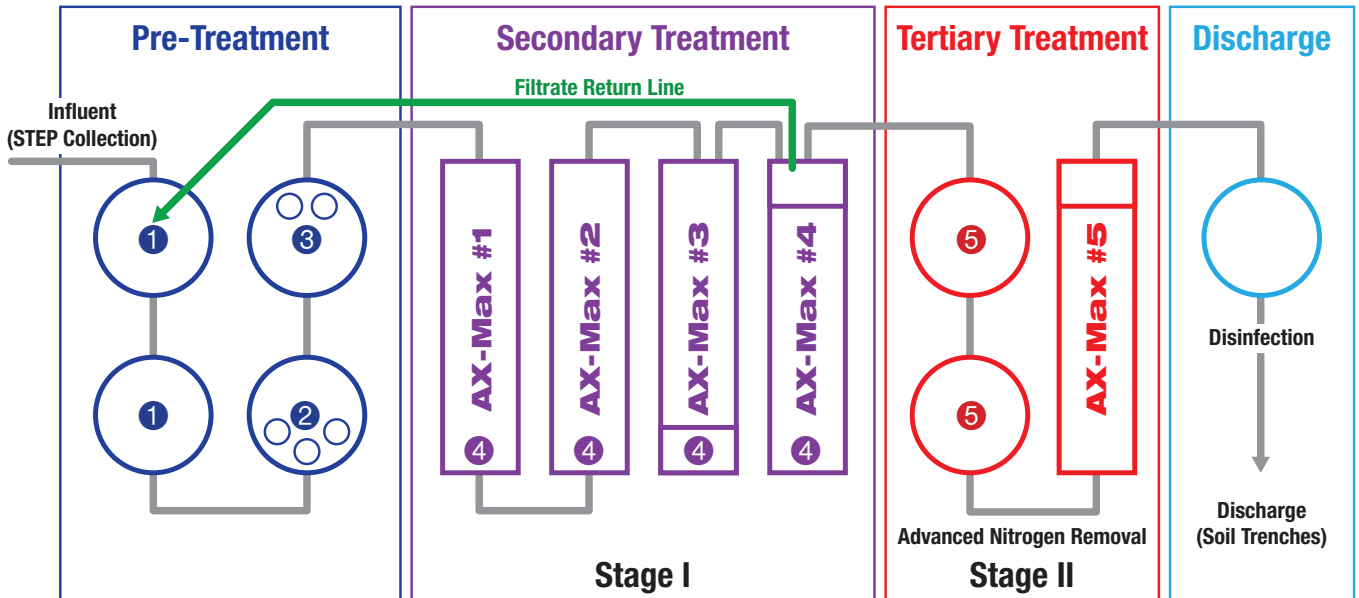 Pre-Treatment
Secondary Treatment
Tertiary Treatment
Discharge
Filtrate Return Line
Influent
(STEP Collection)
1
3
1
2
AX-Max #1
4
AX-Max #2
4
AX-Max #3
4
AX-Max #4
4
5
5
AX-Max #5
Disinfection
Discharge
(Soil Trenches)
Advanced Nitrogen Removal
Stage I
Stage II